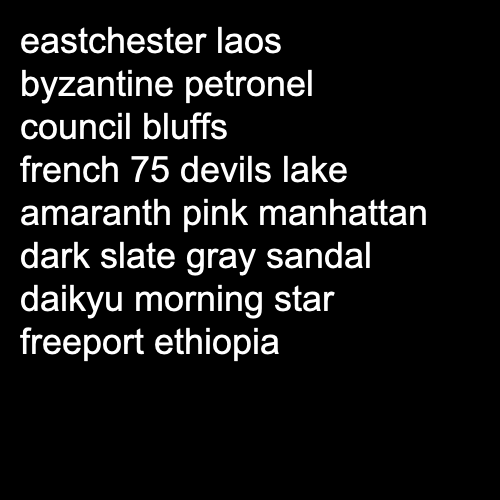 eastchester laos
byzantine petronel
council bluffs
french 75 devils lake
amaranth pink manhattan
dark slate gray sandal
daikyu morning star
freeport ethiopia